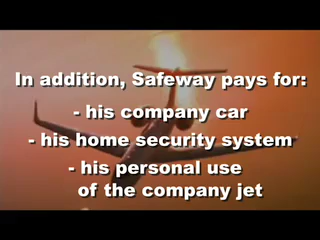 In addition, Safeway pays for:
- his company car
- his home security system
- his personal use
of the company jet